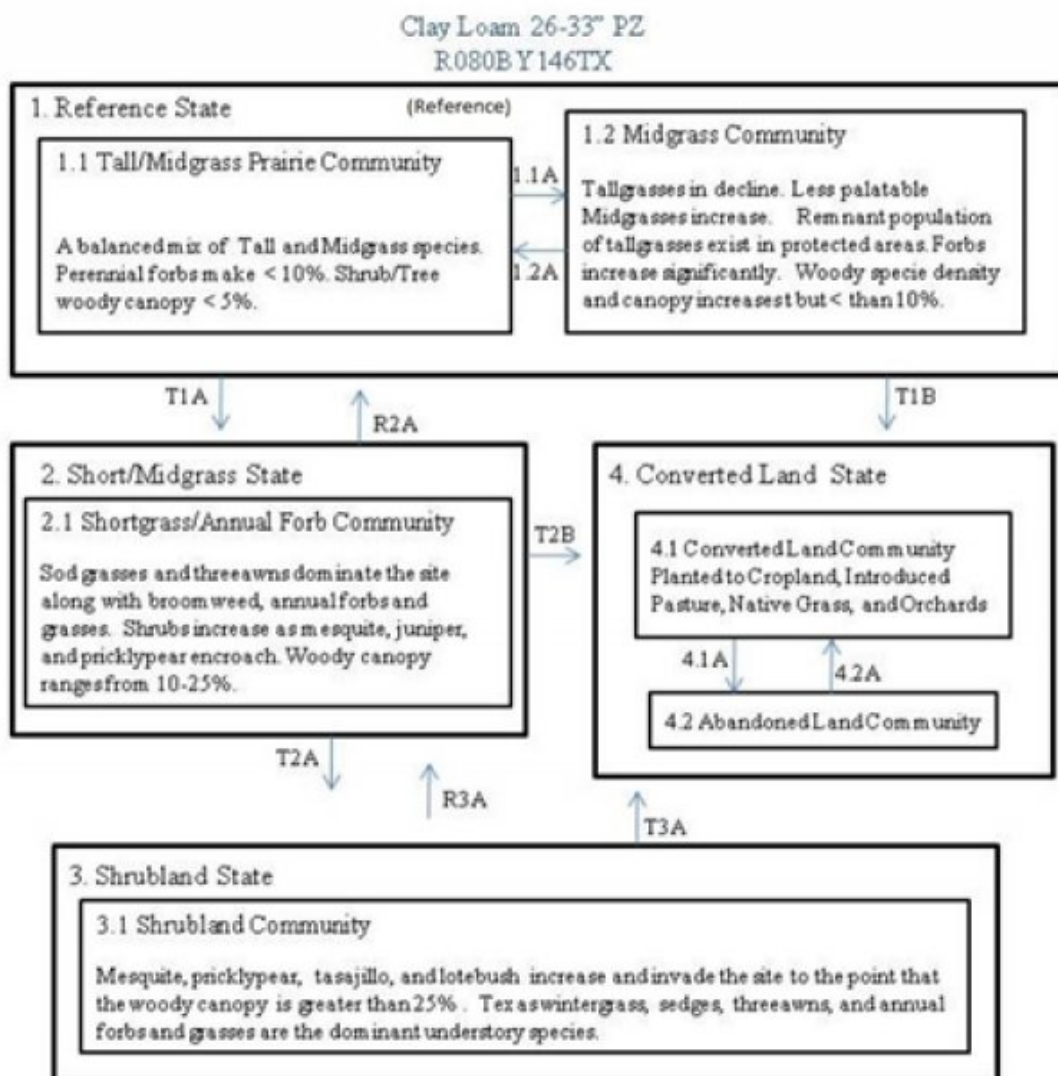 Clay Loam 26-33" PZ
R080BY146TX
1. Reference State (Reference)
1.1 Tall/Midgrass Prairie Community
A balanced mix of Tall and Midgrass species.
Perennial forbs make < 10%. Shrub/Tree
woody canopy < 5%.
1.1A
1.2A
1.2 Midgrass Community
Tallgrasses in decline. Less palatable
Midgrasses increase. Remnant population
of tallgrasses exist in protected areas. Forbs
increase significantly. Woody specie density
and canopy increasest but < than 10%.
T1A
R2A
T1B
2. Short/Midgrass State
2.1 Shortgrass/Annual Forb Community
Sod grasses and threeawns dominate the site
along with broomweed, annual forbs and
grasses. Shrubs increase as mesquite, juniper,
and pricklypear encroach. Woody canopy
ranges from 10-25%.
T2B
4. Converted Land State
4.1 Converted Land Community
Planted to Cropland, Introduced
Pasture, Native Grass, and Orchards
4.1A
4.2A
4.2 Abandoned Land Community
T2A
R3A
T3A
3. Shrubland State
3.1 Shrubland Community
Mesquite, pricklypear, tasajillo, and lotebush increase and invade the site to the point that
the woody canopy is greater than 25% . Texas wintergrass, sedges, threeawns, and annual
forbs and grasses are the dominant understory species.